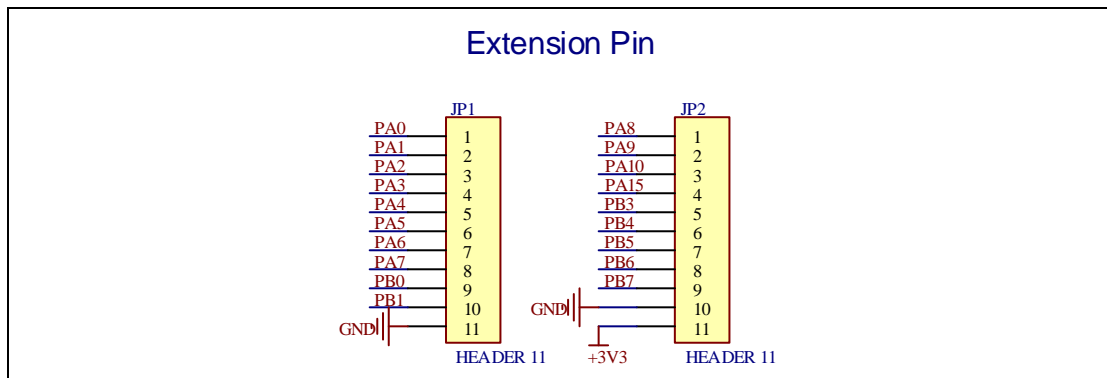 Extension Pin
JP1
PA0 1
PA1 2
PA2 3
PA3 4
PA4 5
PA5 6
PA6 7
PA7 8
PB0 9
PB1 10
GND 11
HEADER 11
JP2
PA8 1
PA9 2
PA10 3
PA15 4
PB3 5
PB4 6
PB5 7
PB6 8
PB7 9
GND 10
+3V3 11
HEADER 11